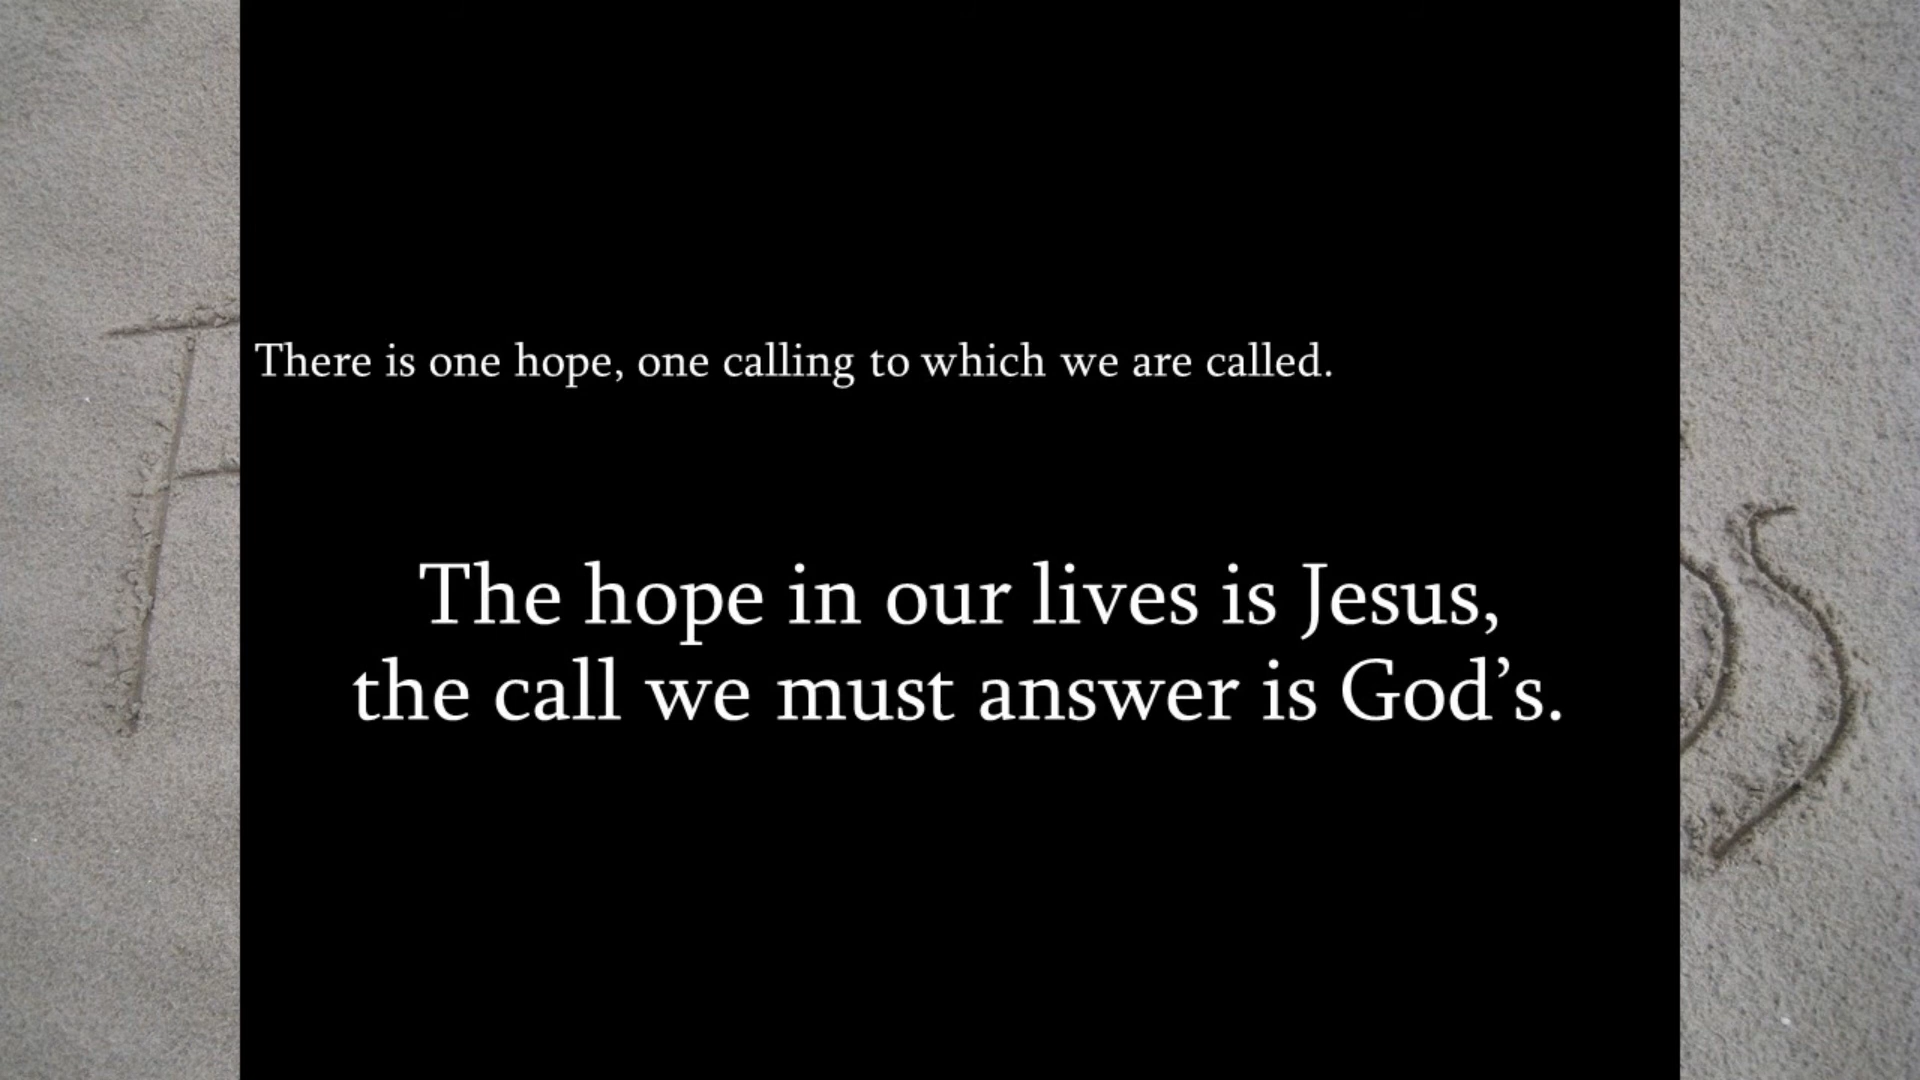 There is one hope, one calling to which we are called.
The hope in our lives is Jesus,
the call we must answer is God’s.